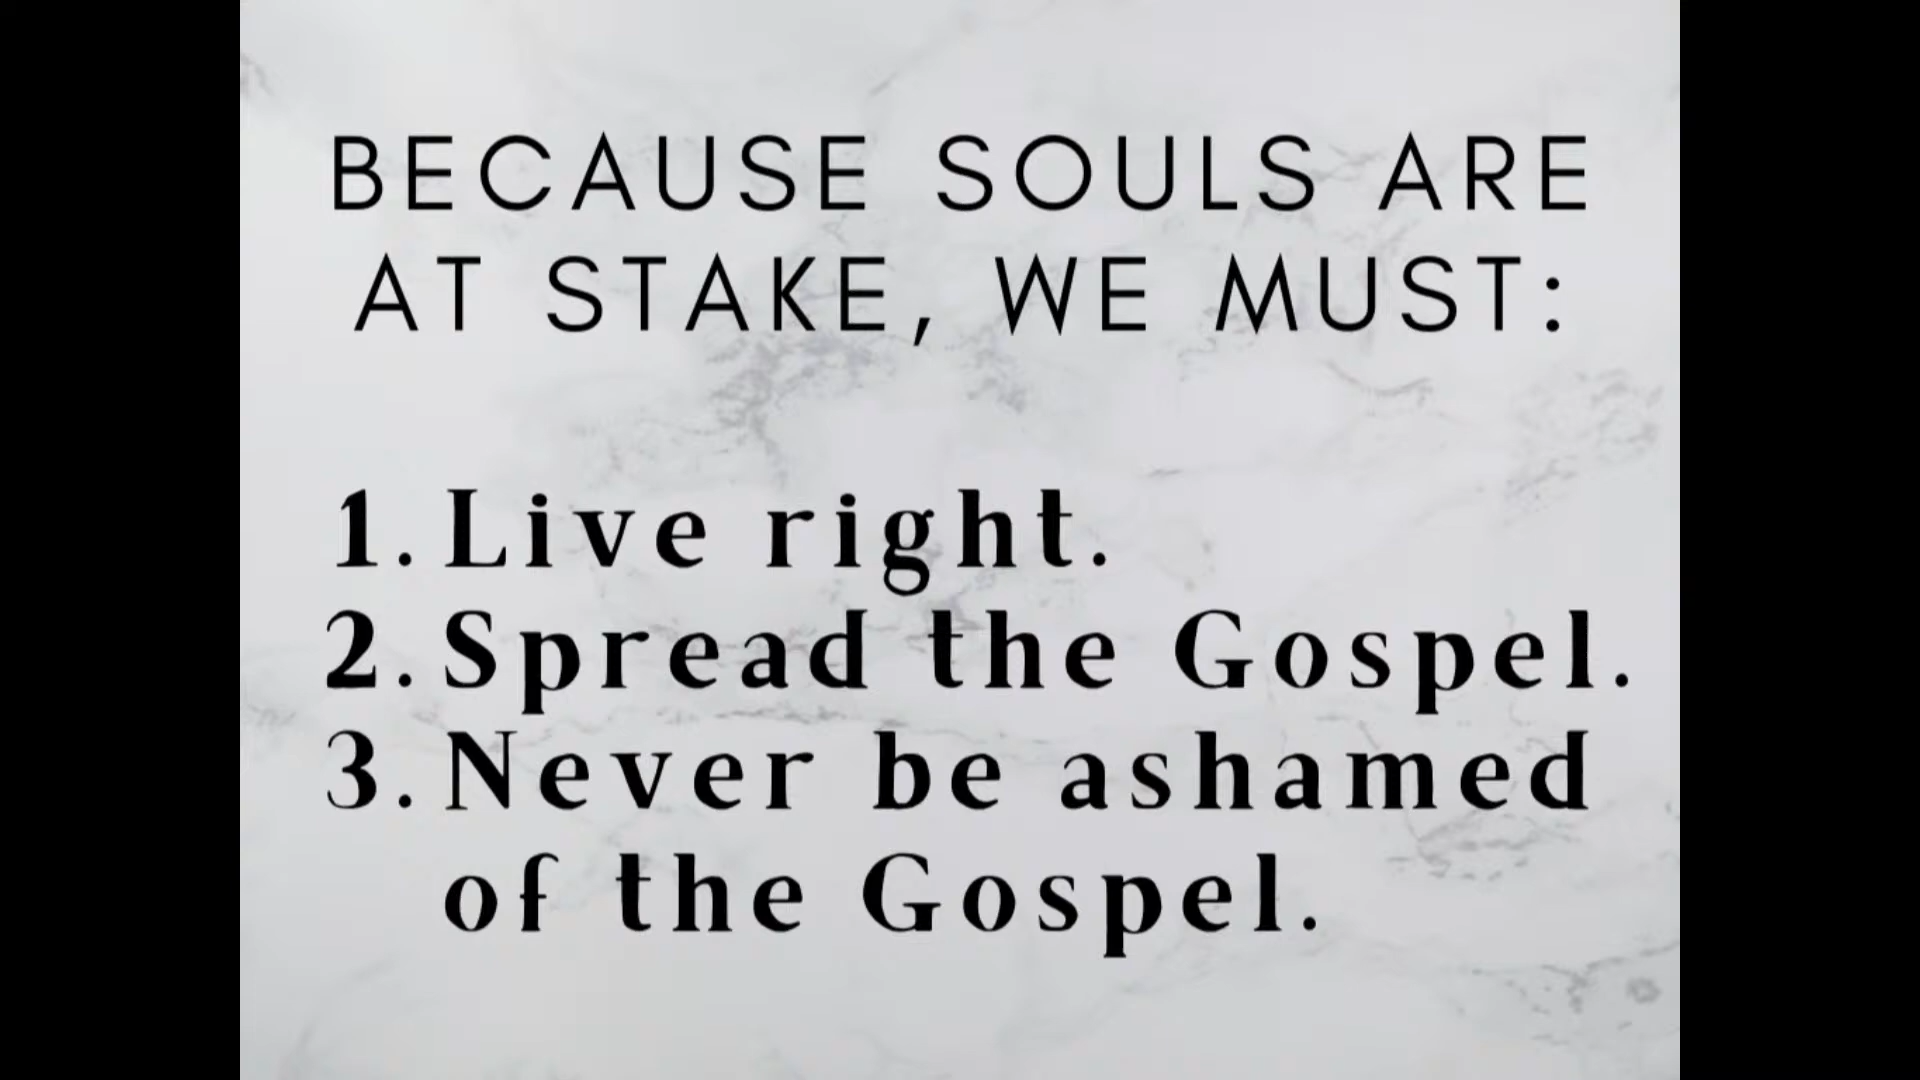 BECAUSE SOULS ARE
AT STAKE, WE MUST:
1. Live right.
2. Spread the Gospel.
3. Never be ashamed
of the Gospel.